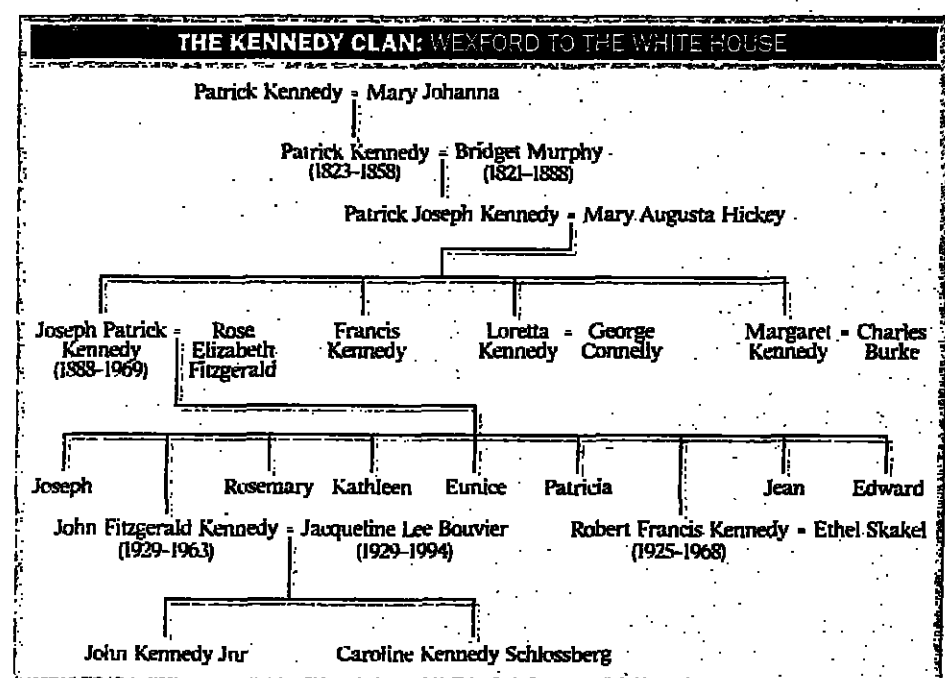 THE KENNEDY CLAN: WEXFORD TO THE WHITE HOUSE
Patrick Kennedy = Mary Johanna
Patrick Kennedy = Bridget Murphy
(1823–1858) (1821–1888)
Patrick Joseph Kennedy = Mary Augusta Hickey
Joseph Patrick = Rose Francis Loretta = George Margaret = Charles
Kennedy Elizabeth Kennedy Kennedy Connelly Kennedy Burke
(1888–1969) Fitzgerald
Joseph Rosemary Kathleen Eunice Patricia Jean Edward
John Fitzgerald Kennedy = Jacqueline Lee Bouvier Robert Francis Kennedy = Ethel Skakel
(1929–1963) (1929–1994) (1925–1968)
John Kennedy Jnr Caroline Kennedy Schlossberg